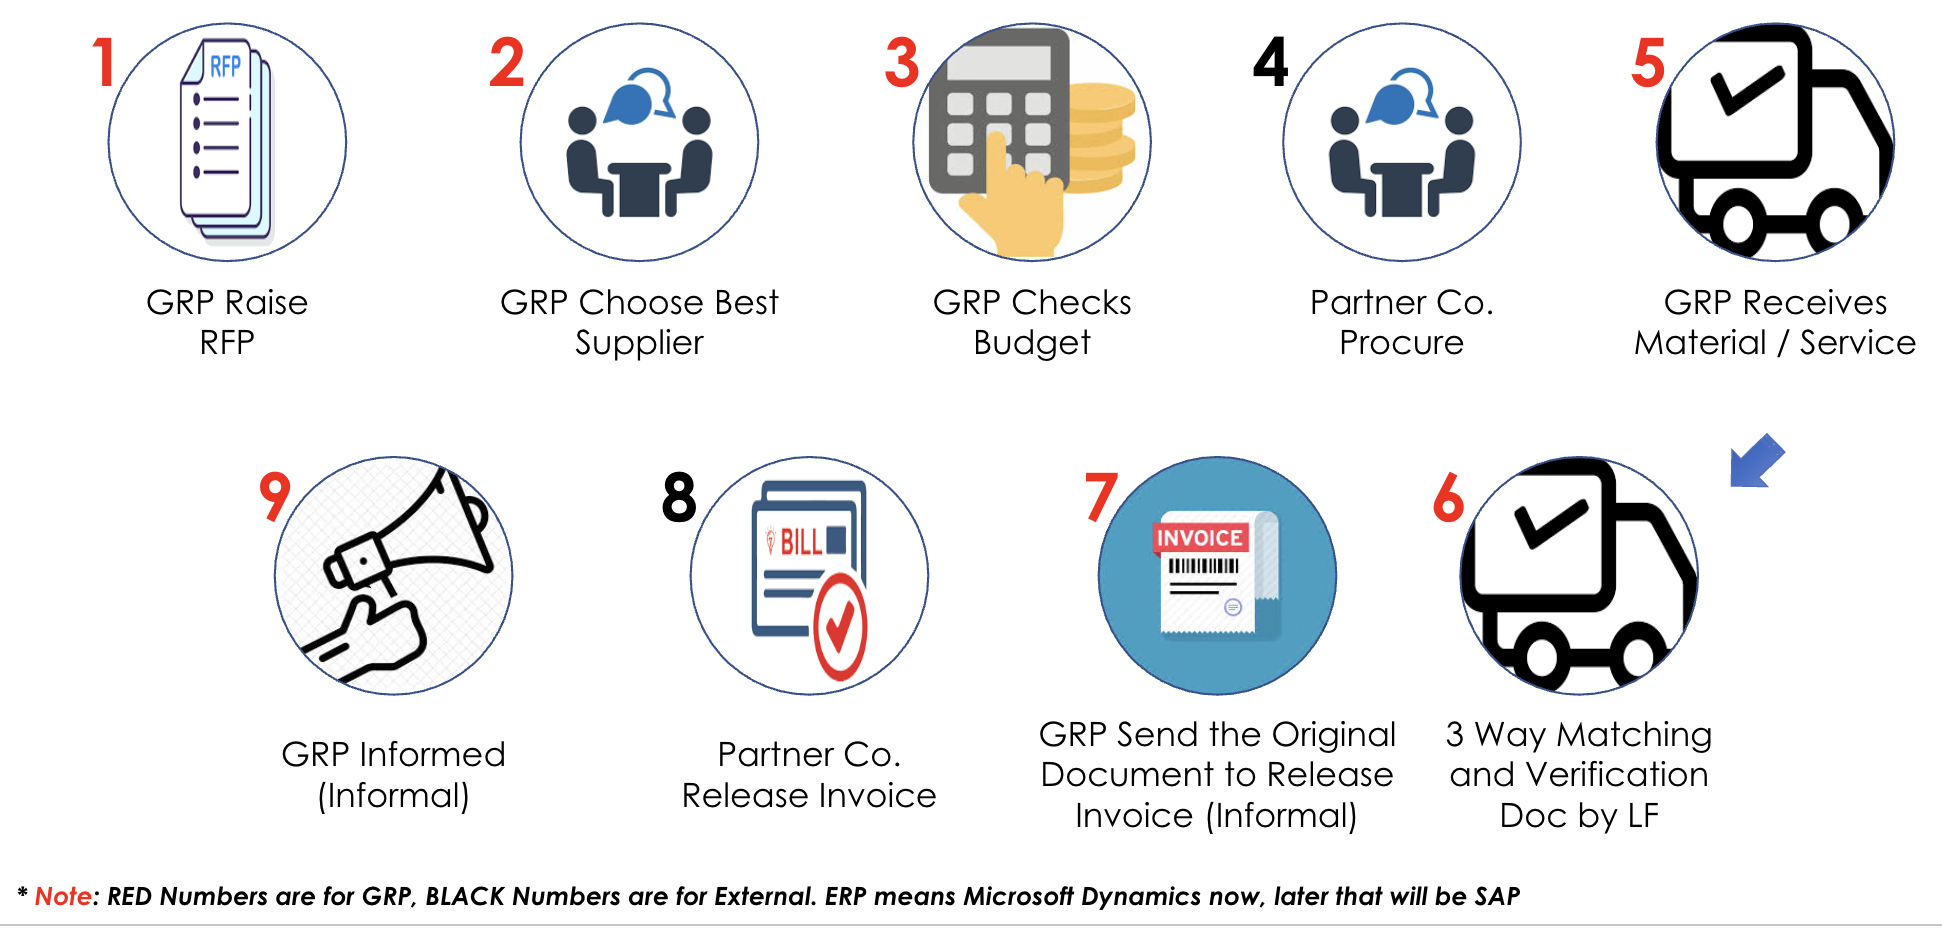 1
RFP
GRP Raise
RFP
2
GRP Choose Best
Supplier
3
GRP Checks
Budget
4
Partner Co.
Procure
5
GRP Receives
Material / Service
9
GRP Informed
(Informal)
8
BILL
Partner Co.
Release Invoice
7
INVOICE
GRP Send the Original
Document to Release
Invoice (Informal)
6
3 Way Matching
and Verification
Doc by LF
* Note: RED Numbers are for GRP, BLACK Numbers are for External. ERP means Microsoft Dynamics now, later that will be SAP